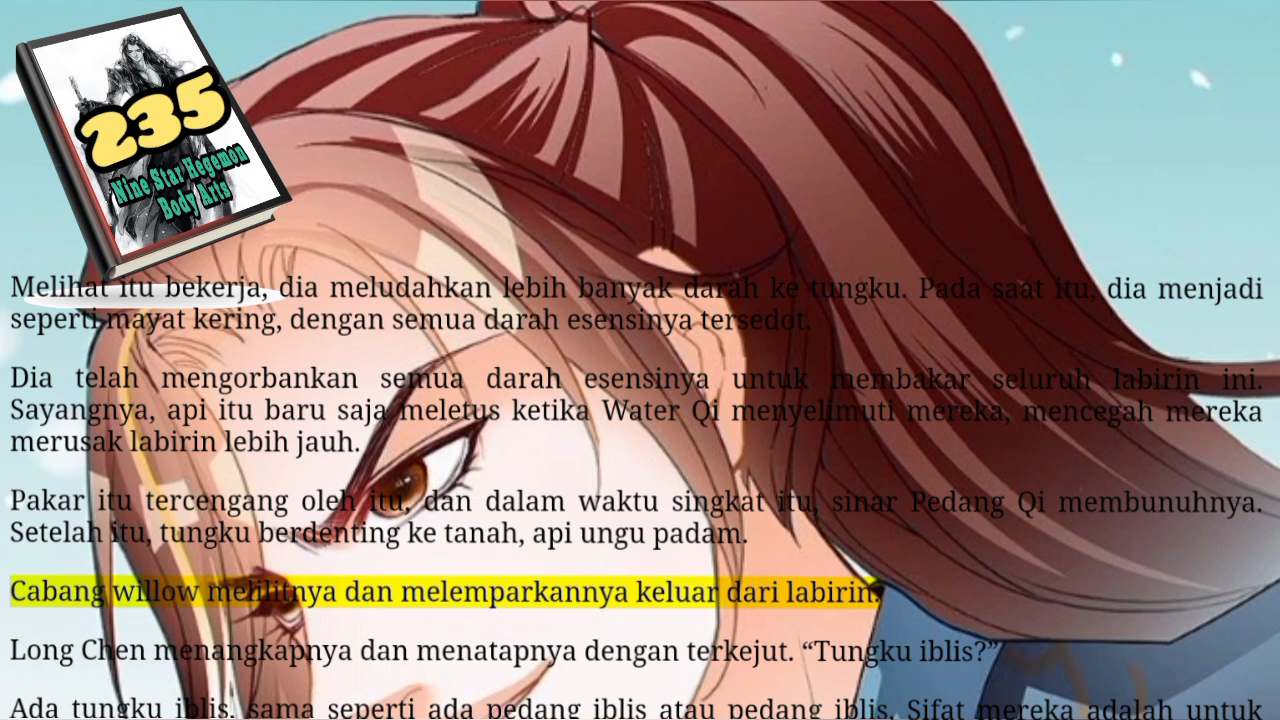 235
Nine Star Hegemon
Body Arts
Melihat itu bekerja, dia meludahkan lebih banyak darah ke tungku. Pada saat itu, dia menjadi
seperti mayat kering, dengan semua darah esensinya tersedot.
Dia telah mengorbankan semua darah esensinya untuk membakar seluruh labirin ini.
Sayangnya, api itu baru saja meletus ketika Water Qi menyelimuti mereka, mencegah mereka
merusak labirin lebih jauh.
Pakar itu tercengang oleh itu, dan dalam waktu singkat itu, sinar Pedang Qi membunuhnya.
Setelah itu, tungku berdenting ke tanah, api ungu padam.
Cabang willow melilitnya dan melemparkannya keluar dari labirin.
Long Chen menangkapnya dan menatapnya dengan terkejut. “Tungku iblis?”
Ada tungku iblis, sama seperti ada pedang iblis atau pedang iblis. Sifat mereka adalah untuk